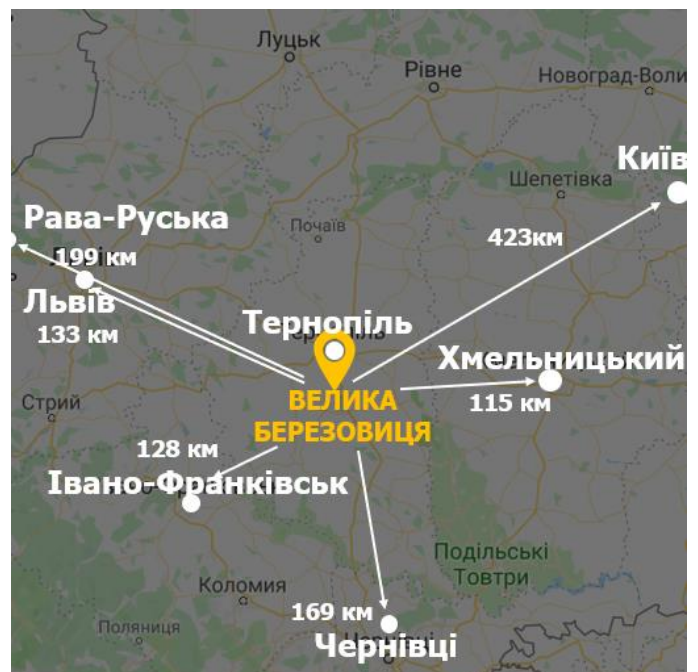 Луцьк
Рівне
Новоград-Воли
Київ
Шепетівка
Рава-Руська
Почаїв
423км
199 км
Львів
133 км
Тернопіль
Хмельницький
115 км
ВЕЛИКА
БЕРЕЗОВИЦЯ
Стрий
128 км
Івано-Франківськ
Подільські
Товтри
Коломия
169 км
Поляниця
Чернівці